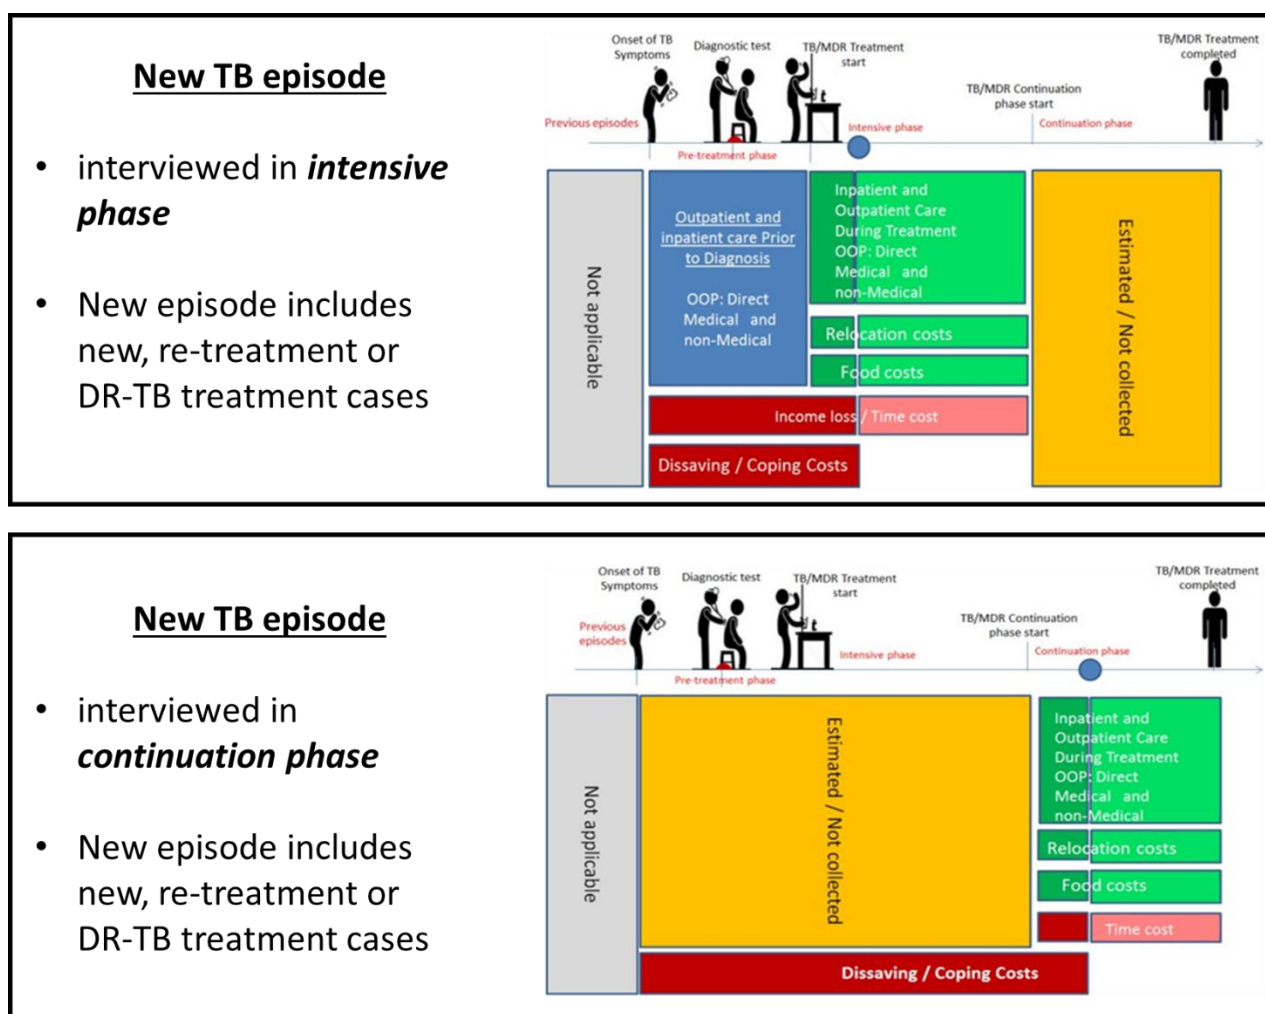 New TB episode
• interviewed in intensive
phase
• New episode includes
new, re-treatment or
DR-TB treatment cases
Onset of TB
Symptoms
Diagnostic test
TB/MDR Treatment
start
TB/MDR Continuation
phase start
TB/MDR Treatment
completed
Previous episodes
Pre-treatment phase
Intensive phase
Continuation phase
Not applicable
Outpatient and
inpatient care Prior
to Diagnosis
OOP: Direct
Medical and
non-Medical
Inpatient and
Outpatient Care
During Treatment
OOP: Direct
Medical and
non-Medical
Relocation costs
Food costs
Income loss / Time cost
Dissaving / Coping Costs
Estimated / Not collected
New TB episode
• interviewed in
continuation phase
• New episode includes
new, re-treatment or
DR-TB treatment cases
Onset of TB
Symptoms
Diagnostic test
TB/MDR Treatment
start
TB/MDR Continuation
phase start
TB/MDR Treatment
completed
Previous
episodes
Pre-treatment phase
Intensive phase
Continuation phase
Not applicable
Estimated / Not collected
Inpatient and
Outpatient Care
During Treatment
OOP: Direct
Medical and
non-Medical
Relocation costs
Food costs
Time cost
Dissaving / Coping Costs